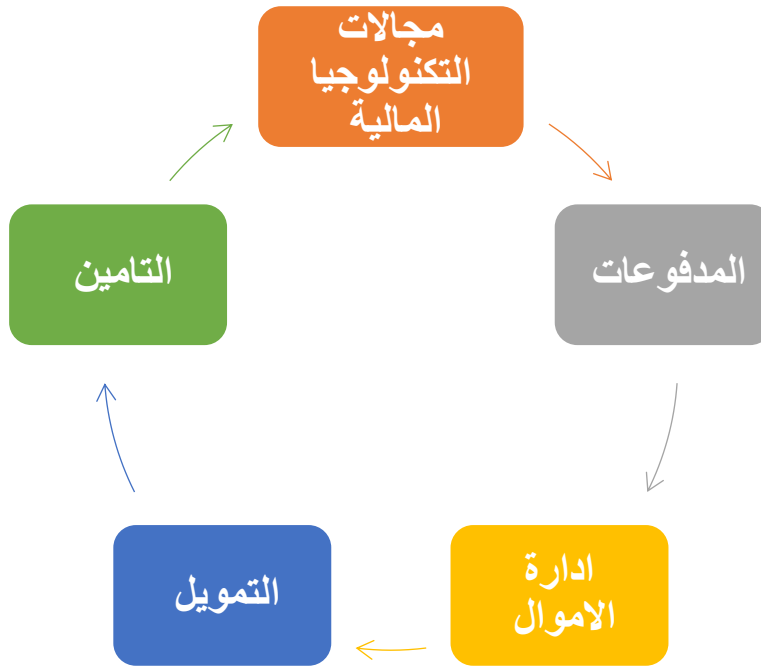 مجالات
التكنولوجيا
المالية
المدفوعات
ادارة
الاموال
التمويل
التامين